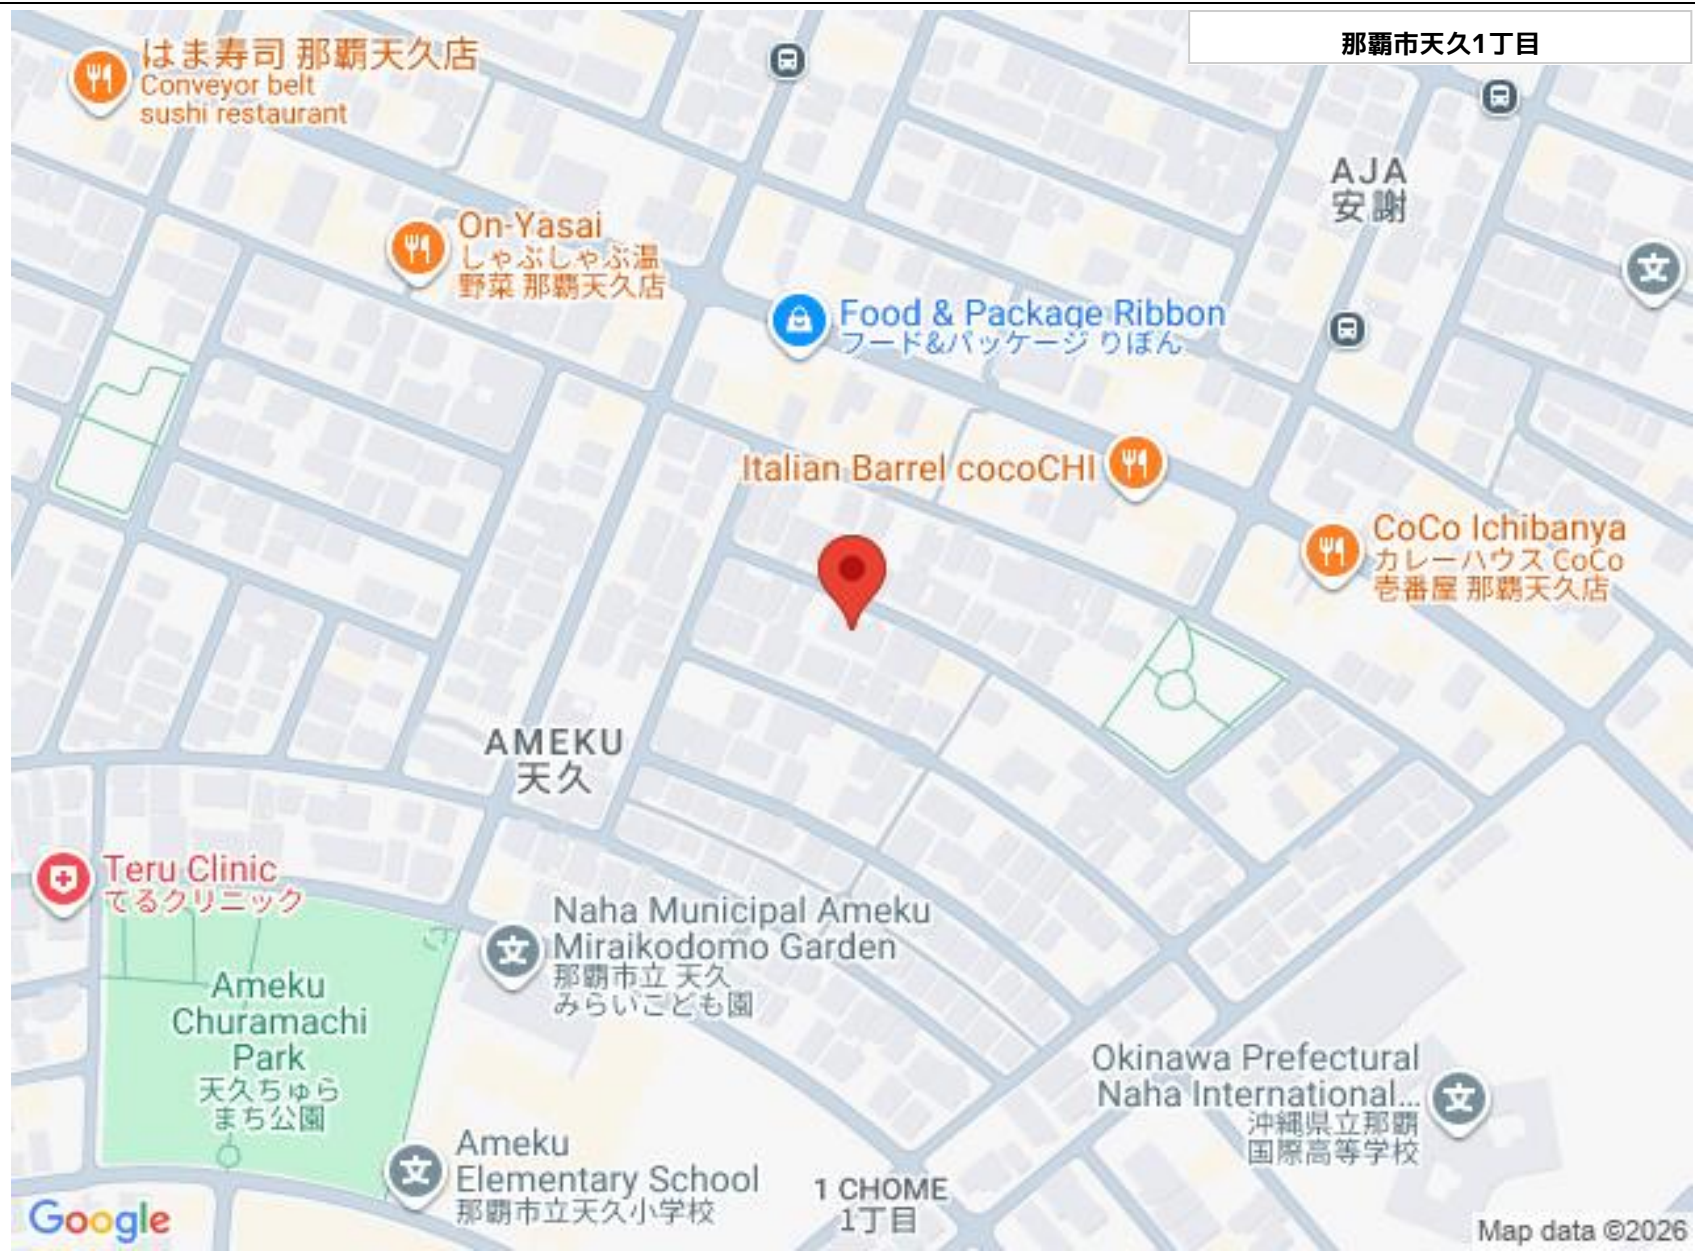 那覇市天久1丁目
はま寿司 那覇天久店
Conveyor belt
sushi restaurant
AJA
安謝
On-Yasai
しゃぶしゃぶ温
野菜 那覇天久店
Food & Package Ribbon
フード&パッケージ りぼん
Italian Barrel cocoCHI
CoCo Ichibanya
カレーハウス CoCo
壱番屋 那覇天久店
AMEKU
天久
Teru Clinic
てるクリニック
Naha Municipal Ameku
Miraikodomo Garden
那覇市立 天久
みらいこども園
Ameku
Churamachi
Park
天久ちゅら
まち公園
Okinawa Prefectural
Naha International...
沖縄県立那覇
国際高等学校
Ameku
Elementary School
那覇市立天久小学校
1 CHOME
1丁目
Google
Map data ©2026
文
文
文
文